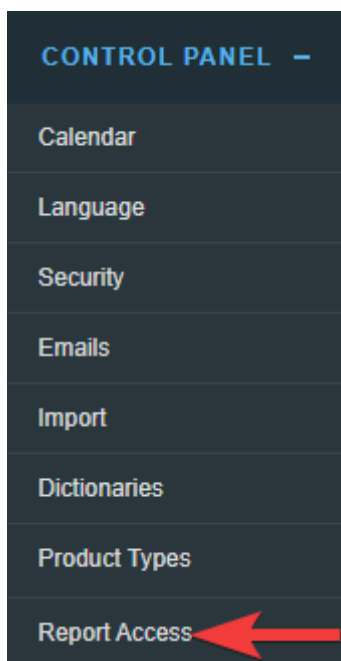 CONTROL PANEL –
Calendar
Language
Security
Emails
Import
Dictionaries
Product Types
Report Access